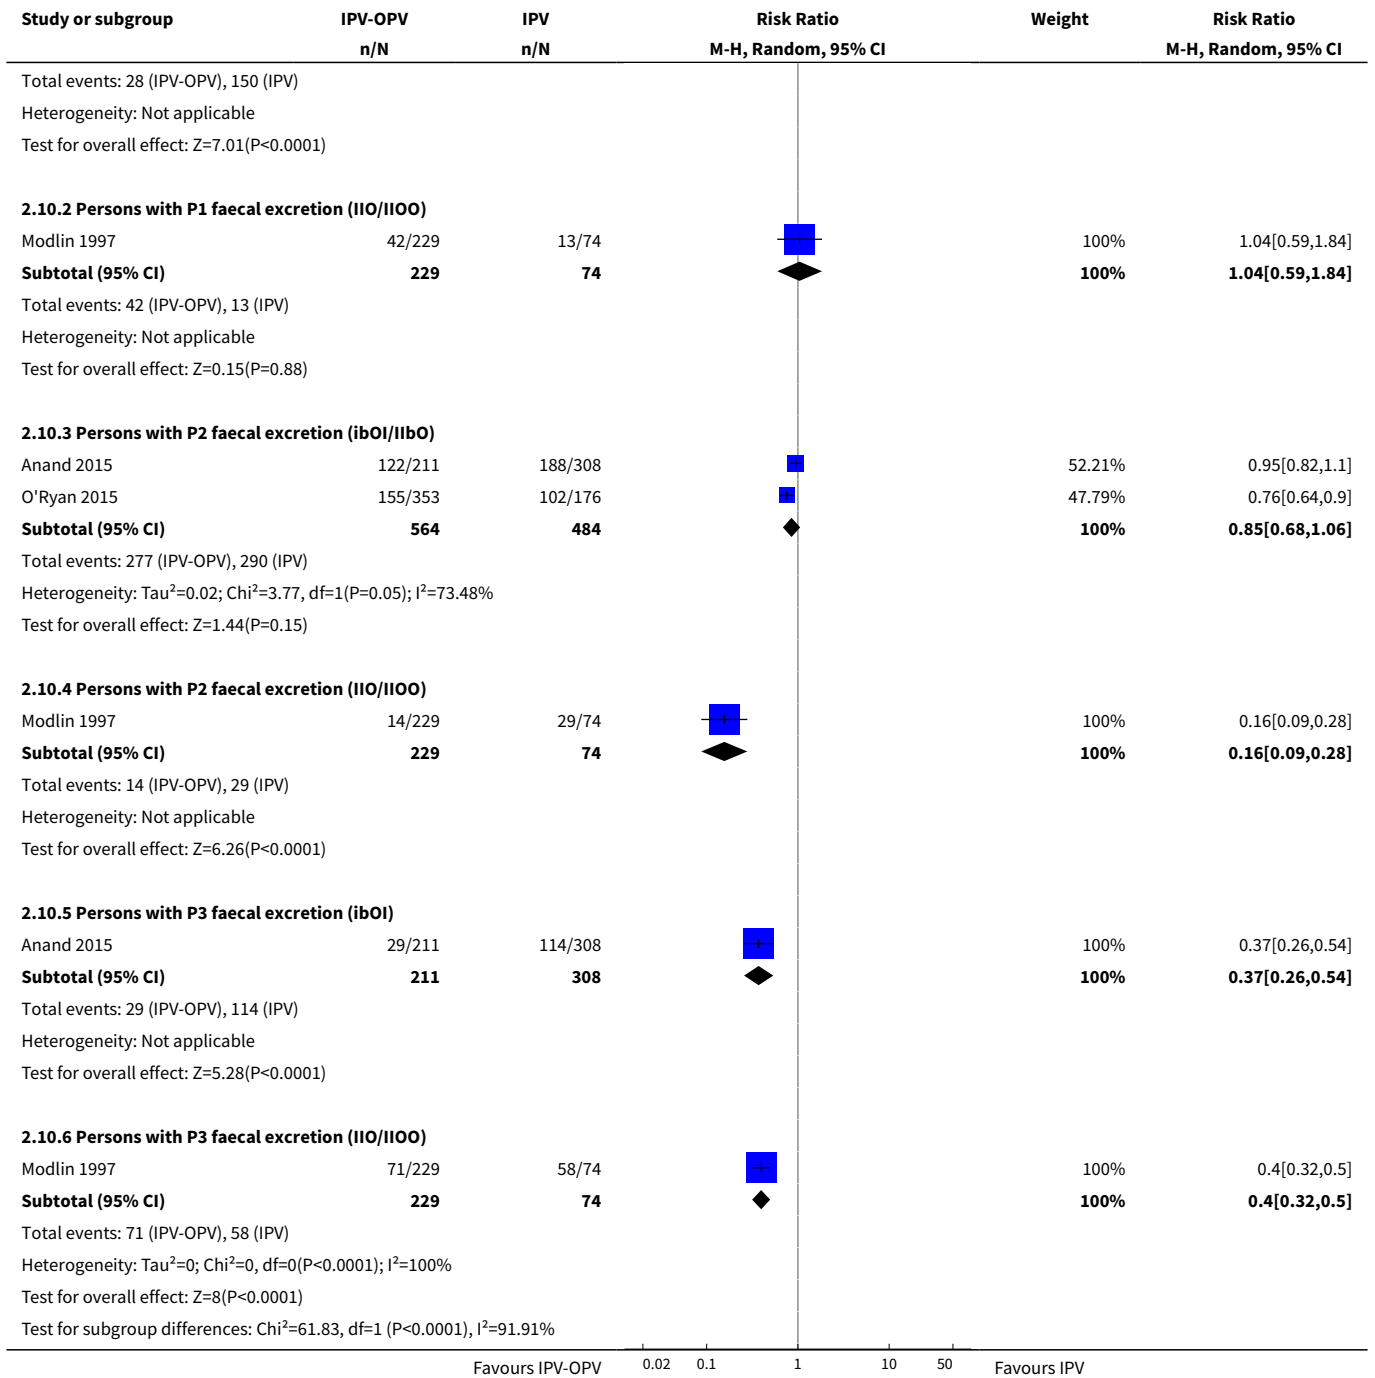 Study or subgroup IPV-OPV IPV Risk Ratio Weight Risk Ratio
n/N n/N M-H, Random, 95% CI M-H, Random, 95% CI
Total events: 28 (IPV-OPV), 150 (IPV)
Heterogeneity: Not applicable
Test for overall effect: Z=7.01(P<0.0001)
2.10.2 Persons with P1 faecal excretion (IIO/IIOO)
Modlin 1997 42/229 13/74 100% 1.04[0.59,1.84]
Subtotal (95% CI) 229 74 100% 1.04[0.59,1.84]
Total events: 42 (IPV-OPV), 13 (IPV)
Heterogeneity: Not applicable
Test for overall effect: Z=0.15(P=0.88)
2.10.3 Persons with P2 faecal excretion (ibOI/IIbO)
Anand 2015 122/211 188/308 52.21% 0.95[0.82,1.1]
O'Ryan 2015 155/353 102/176 47.79% 0.76[0.64,0.9]
Subtotal (95% CI) 564 484 100% 0.85[0.68,1.06]
Total events: 277 (IPV-OPV), 290 (IPV)
Heterogeneity: Tau²=0.02; Chi²=3.77, df=1(P=0.05); I²=73.48%
Test for overall effect: Z=1.44(P=0.15)
2.10.4 Persons with P2 faecal excretion (IIO/IIOO)
Modlin 1997 14/229 29/74 100% 0.16[0.09,0.28]
Subtotal (95% CI) 229 74 100% 0.16[0.09,0.28]
Total events: 14 (IPV-OPV), 29 (IPV)
Heterogeneity: Not applicable
Test for overall effect: Z=6.26(P<0.0001)
2.10.5 Persons with P3 faecal excretion (ibOI)
Anand 2015 29/211 114/308 100% 0.37[0.26,0.54]
Subtotal (95% CI) 211 308 100% 0.37[0.26,0.54]
Total events: 29 (IPV-OPV), 114 (IPV)
Heterogeneity: Not applicable
Test for overall effect: Z=5.28(P<0.0001)
2.10.6 Persons with P3 faecal excretion (IIO/IIOO)
Modlin 1997 71/229 58/74 100% 0.4[0.32,0.5]
Subtotal (95% CI) 229 74 100% 0.4[0.32,0.5]
Total events: 71 (IPV-OPV), 58 (IPV)
Heterogeneity: Tau²=0; Chi²=0, df=0(P<0.0001); I²=100%
Test for overall effect: Z=8(P<0.0001)
Test for subgroup differences: Chi²=61.83, df=1 (P<0.0001), I²=91.91%
Favours IPV-OPV 0.02 0.1 1 10 50 Favours IPV